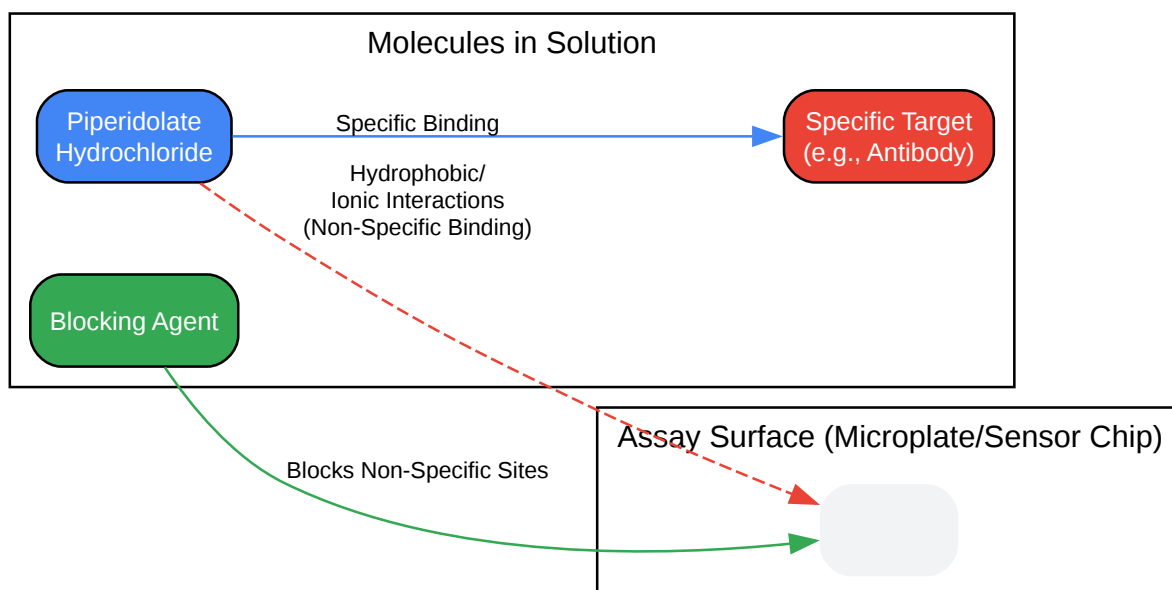 Molecules in Solution
Piperidolate
Hydrochloride
Specific Binding
Specific Target
(e.g., Antibody)
Hydrophobic/
Ionic Interactions
(Non-Specific Binding)
Blocking Agent
Assay Surface (Microplate/Sensor Chip)
Blocks Non-Specific Sites